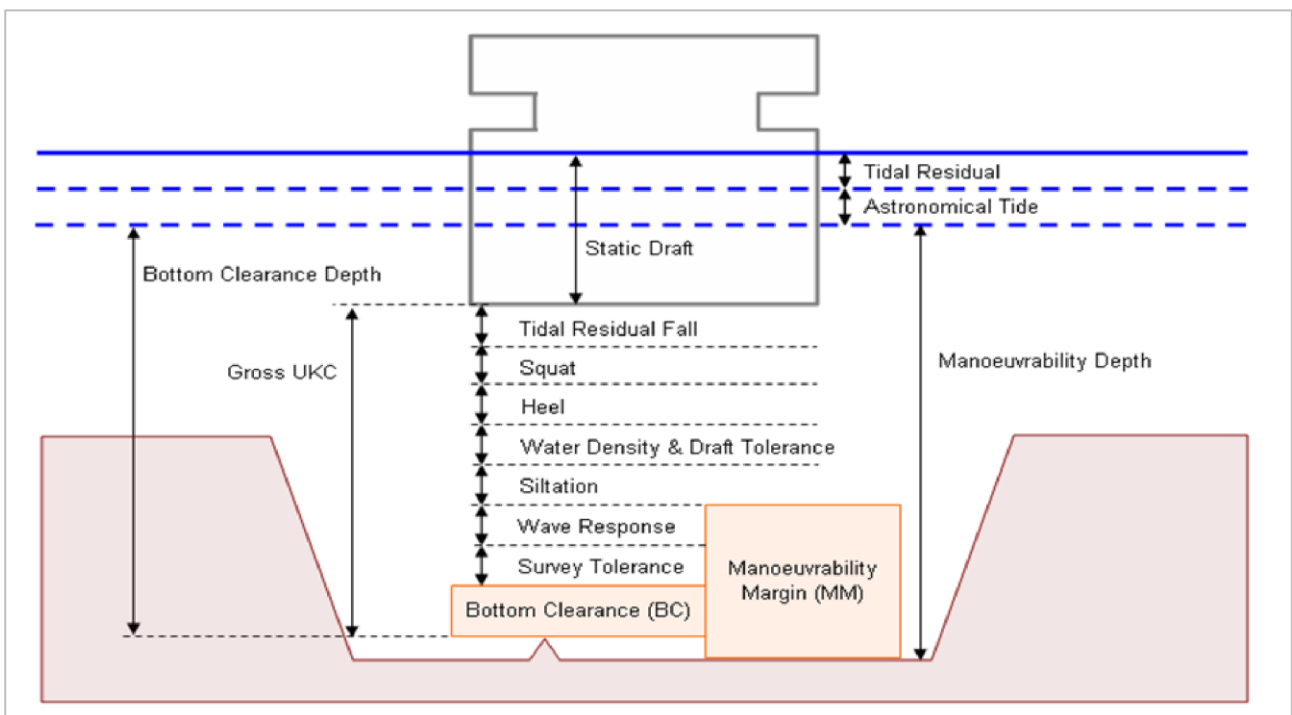 Tidal Residual
Astronomical Tide
Static Draft
Bottom Clearance Depth
Tidal Residual Fall
Manoeuvrability Depth
Gross UKC
Squat
Heel
Water Density & Draft Tolerance
Siltation
Wave Response
Survey Tolerance
Manoeuvrability
Margin (MM)
Bottom Clearance (BC)